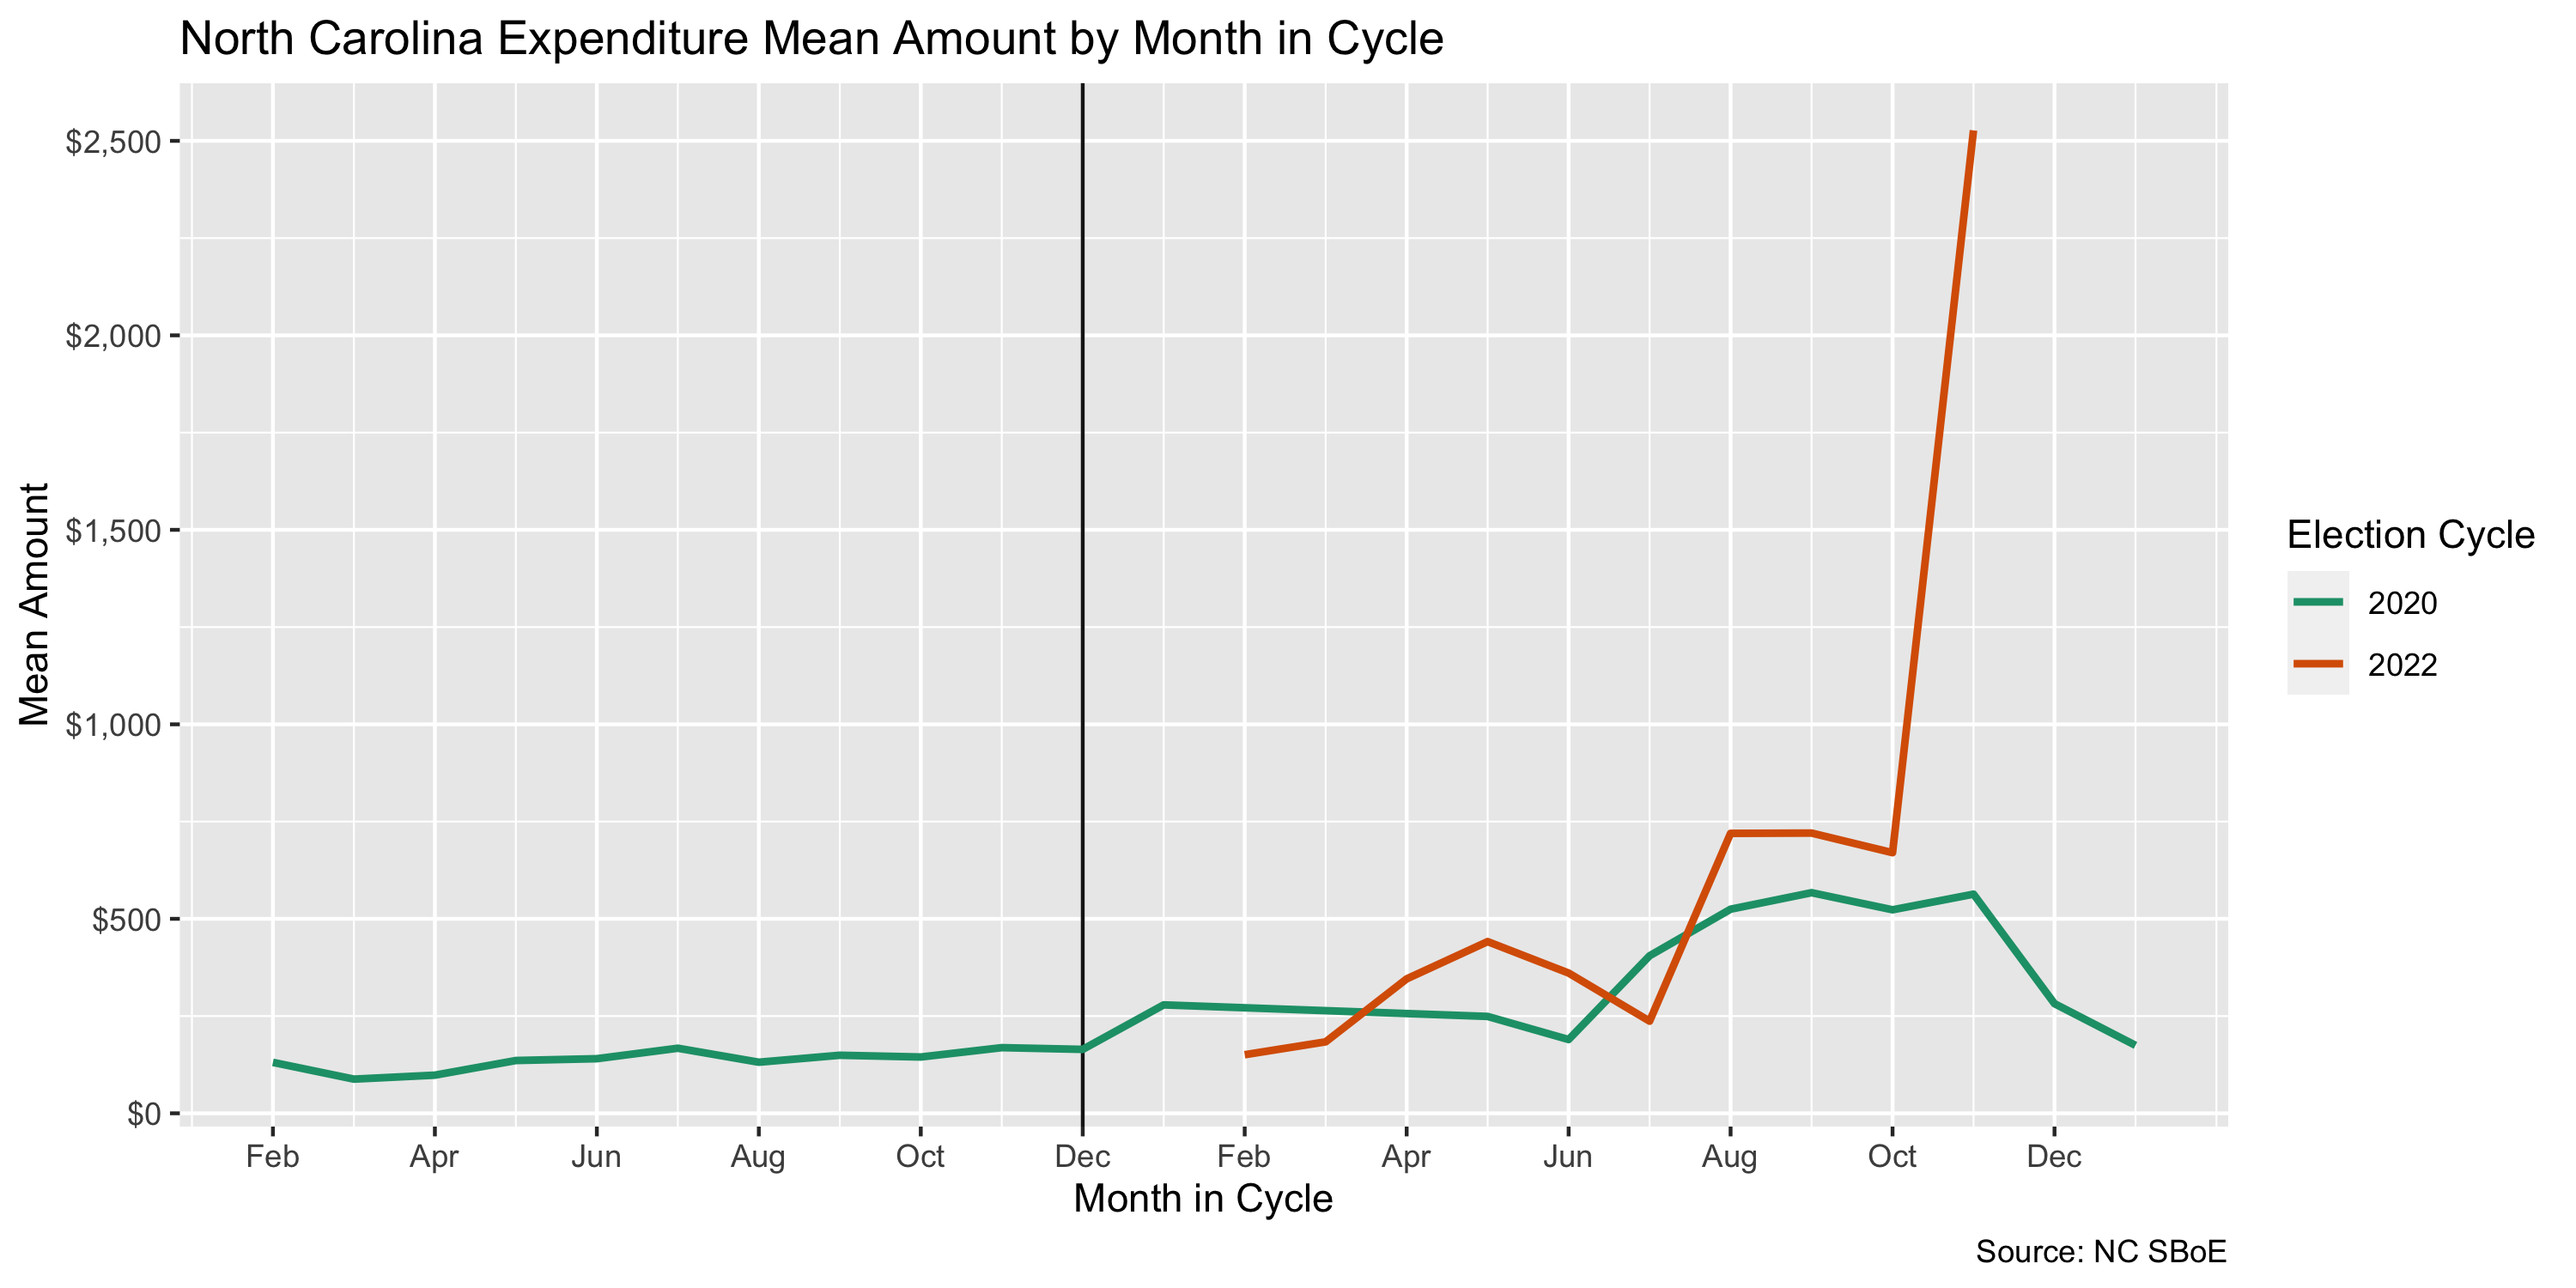 North Carolina Expenditure Mean Amount by Month in Cycle
$2,500
$2,000
$1,500
$1,000
$500
$0
Mean Amount
Feb Apr Jun Aug Oct Dec Feb Apr Jun Aug Oct Dec
Month in Cycle
Election Cycle
2020
2022
Source: NC SBoE